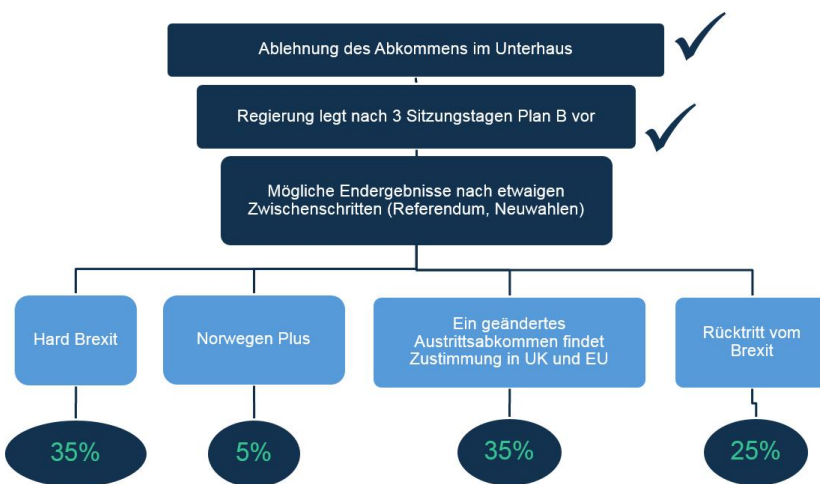 Ablehnung des Abkommens im Unterhaus
Regierung legt nach 3 Sitzungstagen Plan B vor
Mögliche Endergebnisse nach etwaigen
Zwischenschritten (Referendum, Neuwahlen)
Hard Brexit
Norwegen Plus
Ein geändertes
Austrittsabkommen findet
Zustimmung in UK und EU
Rücktritt vom
Brexit
35%
5%
35%
25%